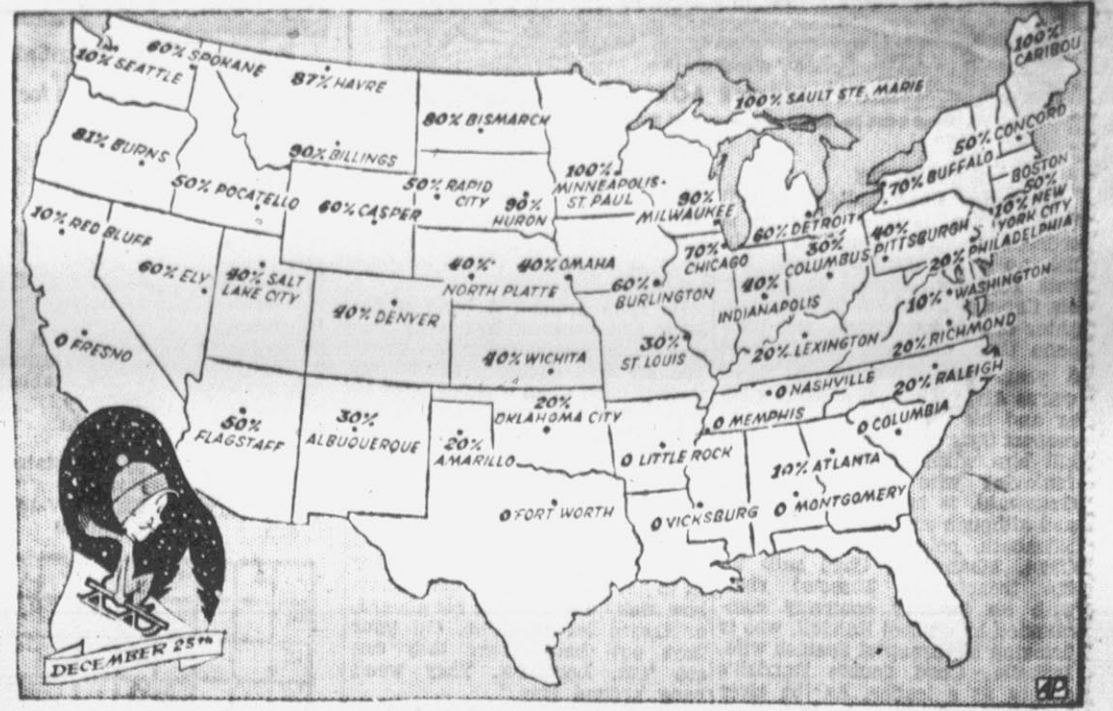 60% SPOKANE
10% SEATTLE
87% HAVRE
80% BISMARCK
81% BURNS
90% BILLINGS
50% POCATELLO
60% CASPER
50% RAPID
CITY
90%
HURON
100%
MINNEAPOLIS-
ST. PAUL
100% SAULT STE. MARIE
90%
MILWAUKEE
100%
CARIBOU
50% CONCORD
70% BUFFALO
BOSTON
50%
10% NEW
YORK CITY
60% DETROIT
40%
PITTSBURGH
20% PHILADELPHIA
10% RED BLUFF
60% ELY
40% SALT
LAKE CITY
40%
NORTH PLATTE
40% OMAHA
70%
CHICAGO
60%
BURLINGTON
30%
COLUMBUS
40%
INDIANAPOLIS
10% WASHINGTON
20% RICHMOND
0 FRESNO
40% DENVER
40% WICHITA
30%
ST. LOUIS
20% LEXINGTON
0 NASHVILLE
20% RALEIGH
0 MEMPHIS
0 COLUMBIA
50%
FLAGSTAFF
30%
ALBUQUERQUE
20%
OKLAHOMA CITY
20%
AMARILLO
0 LITTLE ROCK
10% ATLANTA
0 FORT WORTH
0 VICKSBURG
0 MONTGOMERY
DECEMBER 25TH
AP